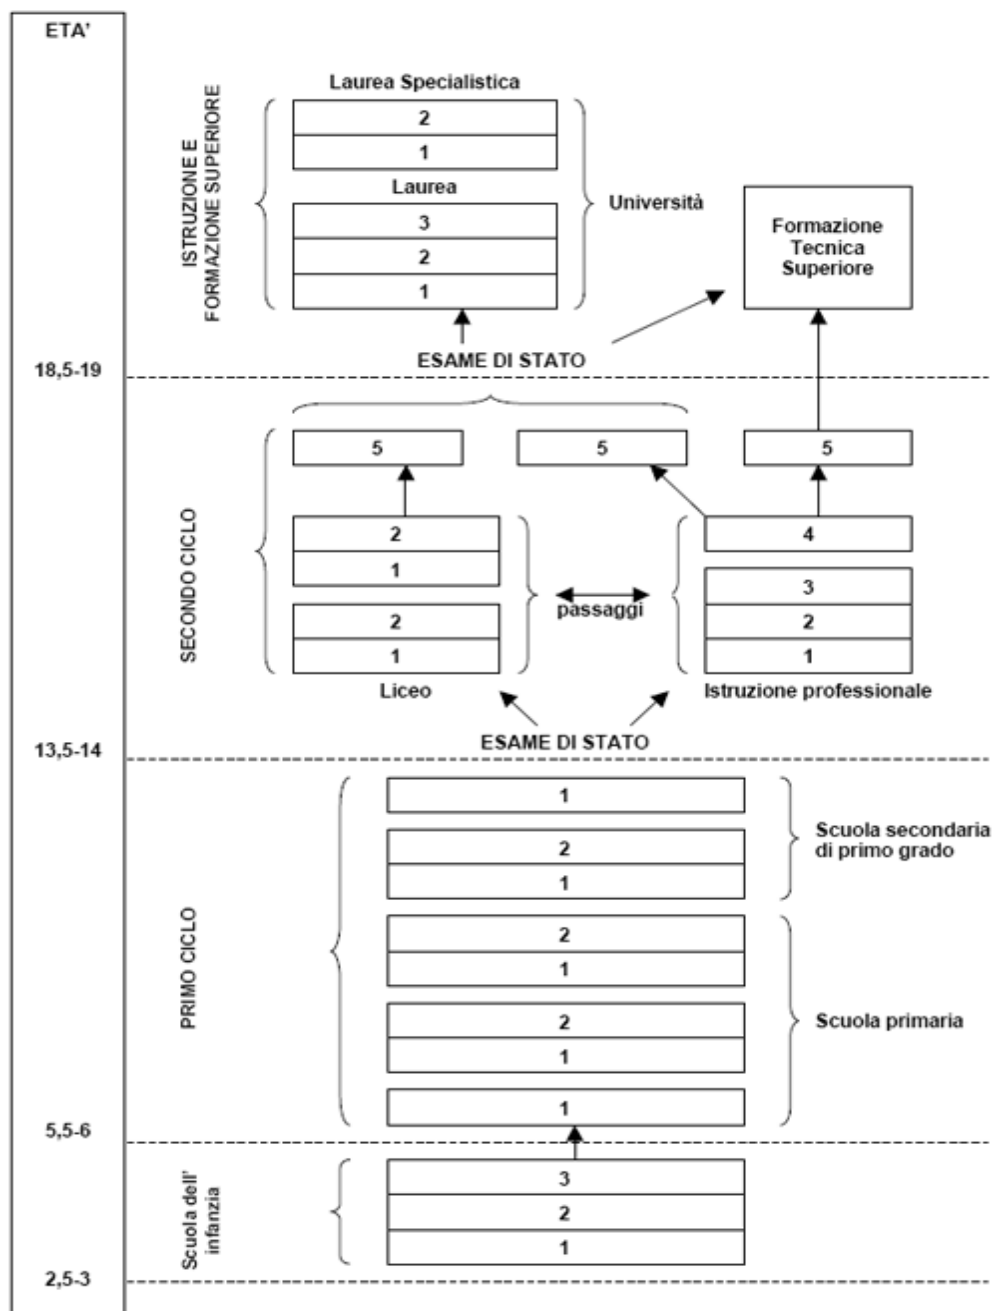 ETA'
Laurea Specialistica
2
1
Laurea
3
2
1
ISTRUZIONE E
FORMAZIONE SUPERIORE
Università
Formazione
Tecnica
Superiore
ESAME DI STATO
18,5-19
5
5
5
SECONDO CICLO
2
1
2
1
Liceo
passaggi
4
3
2
1
Istruzione professionale
ESAME DI STATO
13,5-14
PRIMO CICLO
1
2
1
Scuola secondaria
di primo grado
2
1
2
1
1
Scuola primaria
5,5-6
Scuola dell'
infanzia
3
2
1
2,5-3